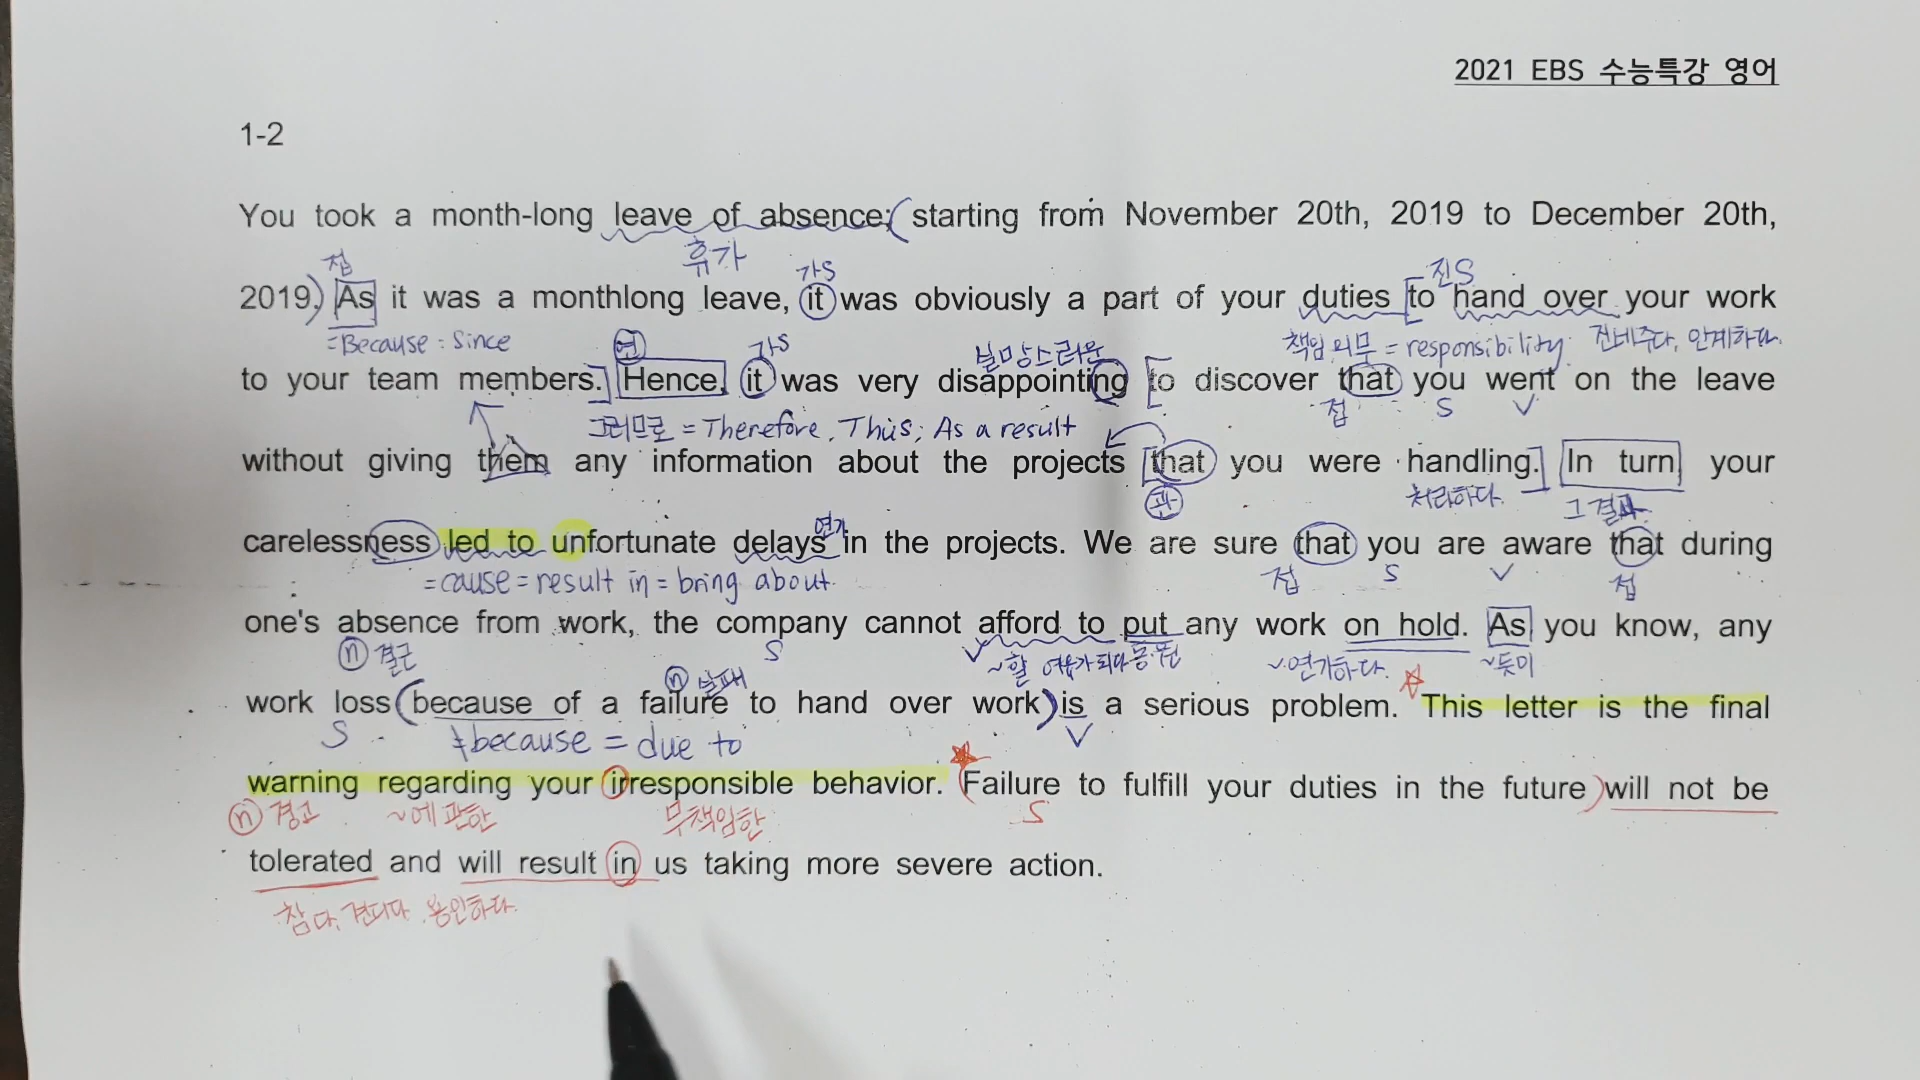 2021 EBS 수능특강 영어
1-2
You took a month-long leave of absence, (starting from November 20th, 2019 to December 20th,
휴가
접 가S 진S
2019.) As it was a monthlong leave, it was obviously a part of your duties [to hand over your work
=Because = Since 책임, 의무 = responsibility. 건네주다, 인계하다.
연 가S 실망스러운
to your team members.] Hence, it was very disappointing [to discover that you went on the leave
접 S V
그러므로 = Therefore, Thus, As a result
without giving them any information about the projects [that you were handling.] In turn, your
관 처리하다. 그 결과
연기
carelessness led to unfortunate delays in the projects. We are sure that you are aware that during
= cause = result in = bring about. 접 S V 접
one's absence from work, the company cannot afford to put any work on hold. As you know, any
n 결근 S V ~할 여유가 되다 ~연기하다. ~듯이
n 실패
work loss (because of a failure to hand over work) is a serious problem. This letter is the final
S ≠because = due to V
warning regarding your irresponsible behavior. (Failure to fulfill your duties in the future) will not be
n 경고 ~에 관한 무책임한 S
tolerated and will result in us taking more severe action.
참다, 견디다, 용인하다.